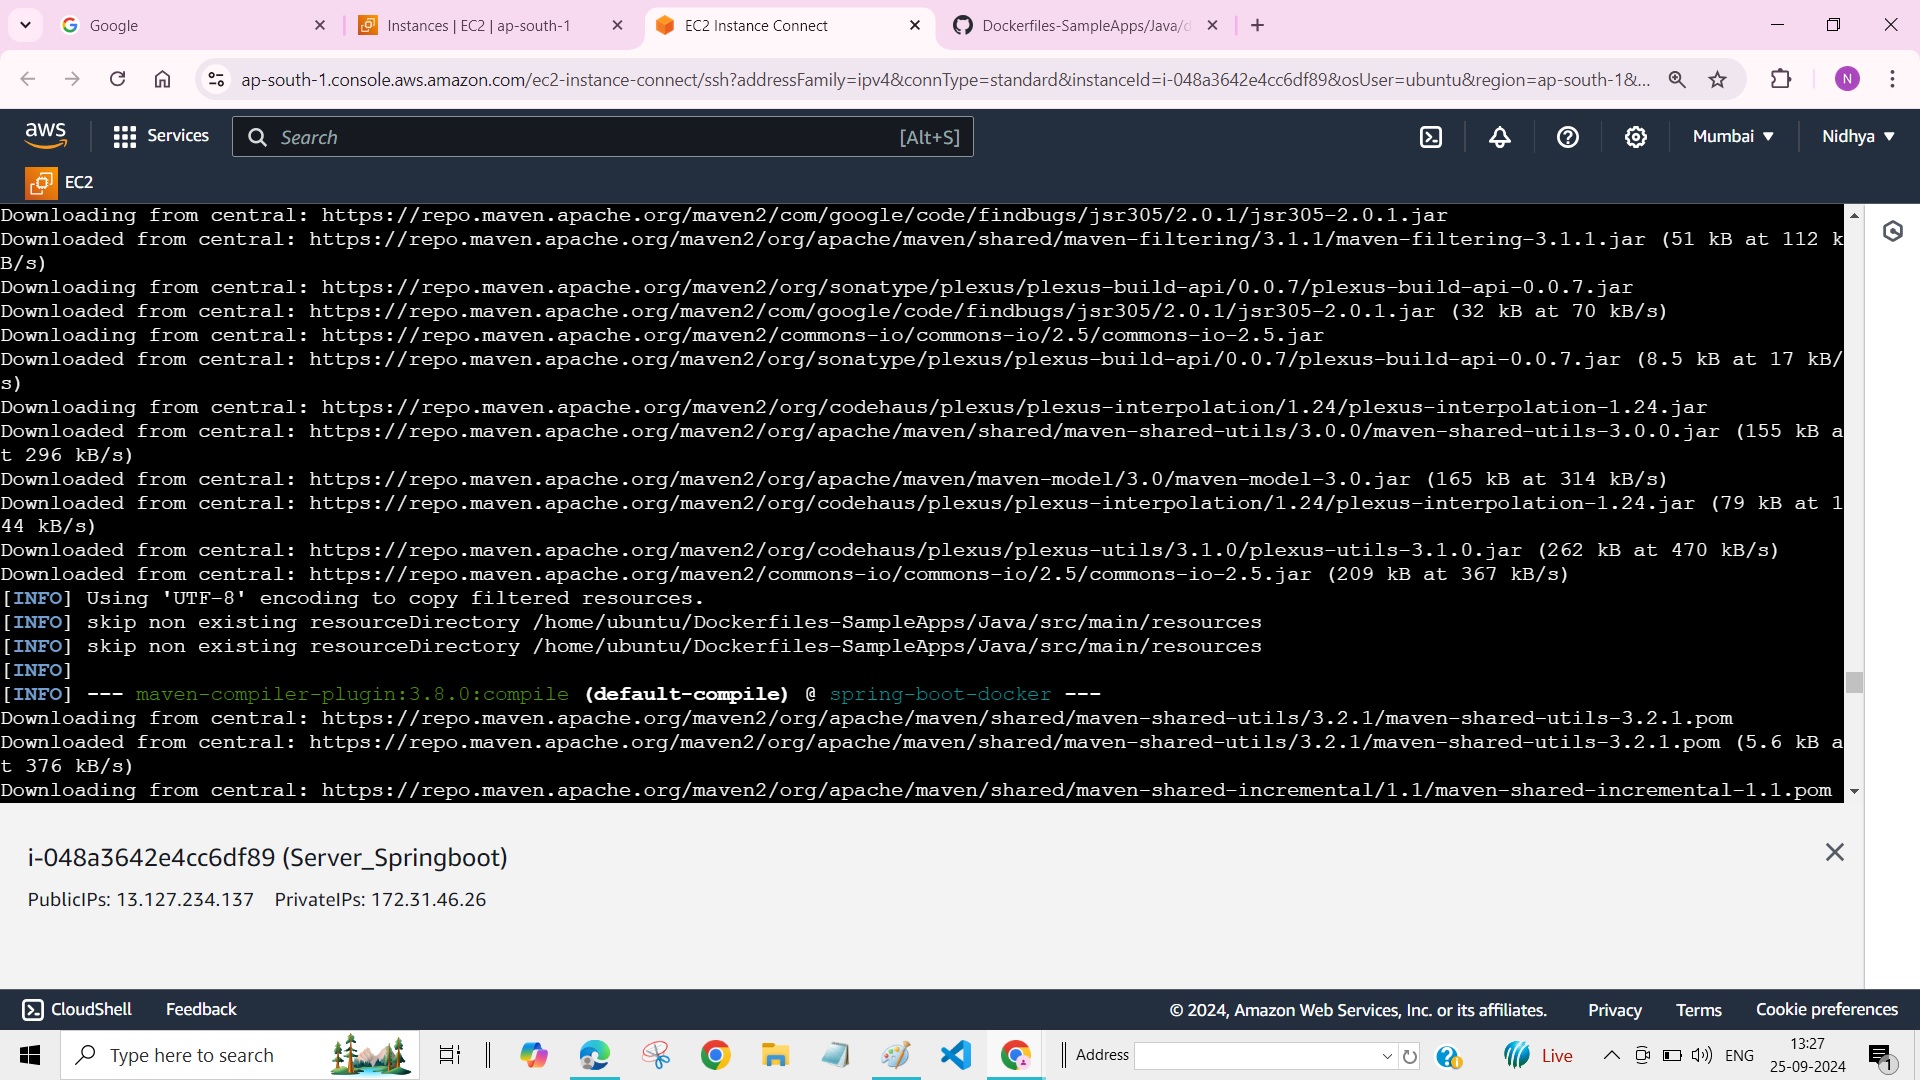 Google
Instances | EC2 | ap-south-1
EC2 Instance Connect
Dockerfiles-SampleApps/Java/d
ap-south-1.console.aws.amazon.com/ec2-instance-connect/ssh?addressFamily=ipv4&connType=standard&instanceId=i-048a3642e4cc6df89&osUser=ubuntu&region=ap-south-1&...
N
aws
Services
Search
[Alt+S]
Mumbai
Nidhya
EC2
Downloading from central: https://repo.maven.apache.org/maven2/com/google/code/findbugs/jsr305/2.0.1/jsr305-2.0.1.jar
Downloaded from central: https://repo.maven.apache.org/maven2/org/apache/maven/shared/maven-filtering/3.1.1/maven-filtering-3.1.1.jar (51 kB at 112 k
B/s)
Downloading from central: https://repo.maven.apache.org/maven2/org/sonatype/plexus/plexus-build-api/0.0.7/plexus-build-api-0.0.7.jar
Downloaded from central: https://repo.maven.apache.org/maven2/com/google/code/findbugs/jsr305/2.0.1/jsr305-2.0.1.jar (32 kB at 70 kB/s)
Downloading from central: https://repo.maven.apache.org/maven2/commons-io/commons-io/2.5/commons-io-2.5.jar
Downloaded from central: https://repo.maven.apache.org/maven2/org/sonatype/plexus/plexus-build-api/0.0.7/plexus-build-api-0.0.7.jar (8.5 kB at 17 kB/
s)
Downloading from central: https://repo.maven.apache.org/maven2/org/codehaus/plexus/plexus-interpolation/1.24/plexus-interpolation-1.24.jar
Downloaded from central: https://repo.maven.apache.org/maven2/org/apache/maven/shared/maven-shared-utils/3.0.0/maven-shared-utils-3.0.0.jar (155 kB a
t 296 kB/s)
Downloaded from central: https://repo.maven.apache.org/maven2/org/apache/maven/maven-model/3.0/maven-model-3.0.jar (165 kB at 314 kB/s)
Downloaded from central: https://repo.maven.apache.org/maven2/org/codehaus/plexus/plexus-interpolation/1.24/plexus-interpolation-1.24.jar (79 kB at 1
44 kB/s)
Downloaded from central: https://repo.maven.apache.org/maven2/org/codehaus/plexus/plexus-utils/3.1.0/plexus-utils-3.1.0.jar (262 kB at 470 kB/s)
Downloaded from central: https://repo.maven.apache.org/maven2/commons-io/commons-io/2.5/commons-io-2.5.jar (209 kB at 367 kB/s)
[INFO] Using 'UTF-8' encoding to copy filtered resources.
[INFO] skip non existing resourceDirectory /home/ubuntu/Dockerfiles-SampleApps/Java/src/main/resources
[INFO] skip non existing resourceDirectory /home/ubuntu/Dockerfiles-SampleApps/Java/src/main/resources
[INFO]
[INFO] --- maven-compiler-plugin:3.8.0:compile (default-compile) @ spring-boot-docker ---
Downloading from central: https://repo.maven.apache.org/maven2/org/apache/maven/shared/maven-shared-utils/3.2.1/maven-shared-utils-3.2.1.pom
Downloaded from central: https://repo.maven.apache.org/maven2/org/apache/maven/shared/maven-shared-utils/3.2.1/maven-shared-utils-3.2.1.pom (5.6 kB a
t 376 kB/s)
Downloading from central: https://repo.maven.apache.org/maven2/org/apache/maven/shared/maven-shared-incremental/1.1/maven-shared-incremental-1.1.pom
i-048a3642e4cc6df89 (Server_Springboot)
PublicIPs: 13.127.234.137 PrivateIPs: 172.31.46.26
CloudShell
Feedback
© 2024, Amazon Web Services, Inc. or its affiliates.
Privacy
Terms
Cookie preferences
Type here to search
Address
Live
ENG
13:27
25-09-2024
1